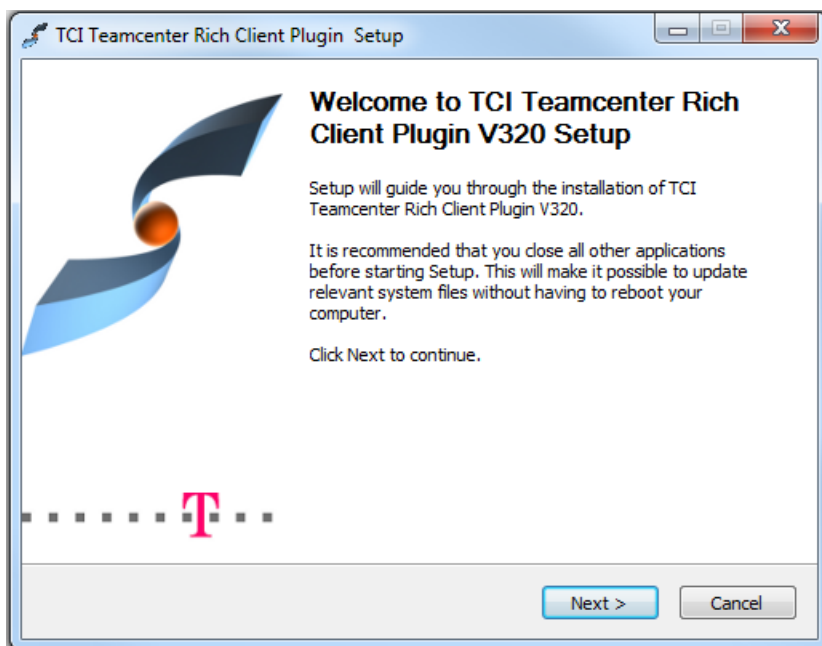 TCI Teamcenter Rich Client Plugin  Setup
Welcome to TCI Teamcenter Rich
Client Plugin V320 Setup
Setup will guide you through the installation of TCI
Teamcenter Rich Client Plugin V320.
It is recommended that you close all other applications
before starting Setup. This will make it possible to update
relevant system files without having to reboot your
computer.
Click Next to continue.
T
Next >
Cancel